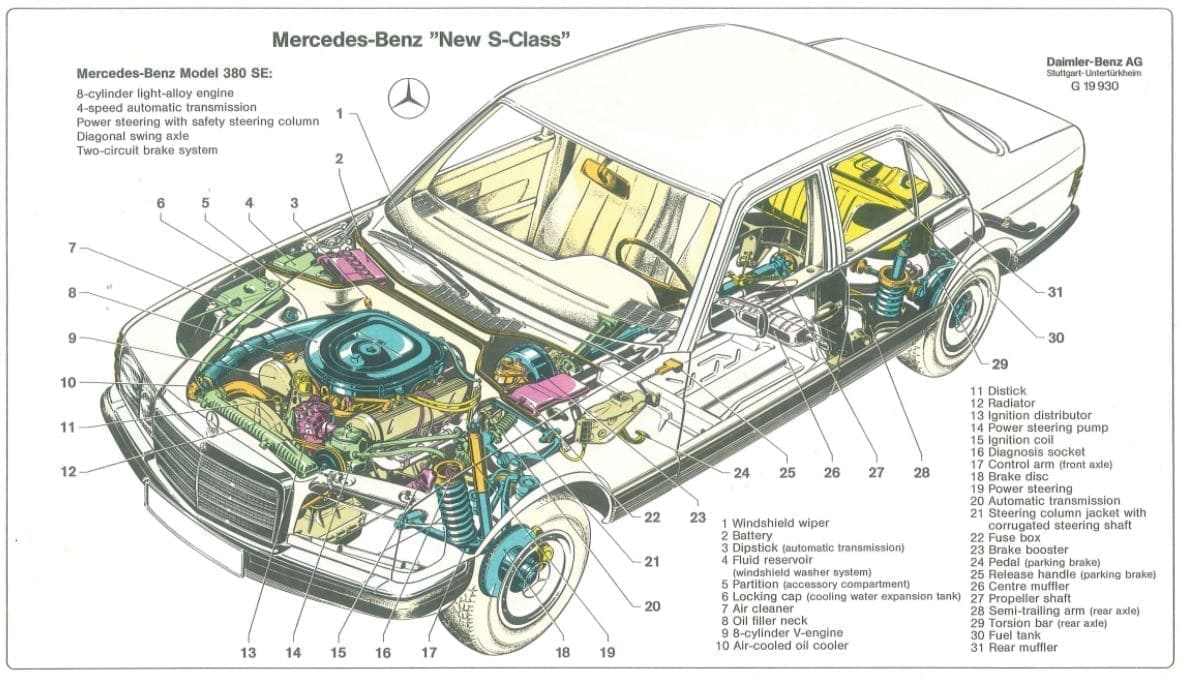 Mercedes-Benz "New S-Class"
Mercedes-Benz Model 380 SE:
8-cylinder light-alloy engine
4-speed automatic transmission
Power steering with safety steering column
Diagonal swing axle
Two-circuit brake system
Daimler-Benz AG
Stuttgart-Untertürkheim
G 19 930
1
2
6 5 4 3
7
8
9
10
11
12
31
30
29
24 25 26 27 28
22 23
21
20
13 14 15 16 17 18 19
1 Windshield wiper
2 Battery
3 Dipstick (automatic transmission)
4 Fluid reservoir
(windshield washer system)
5 Partition (accessory compartment)
6 Locking cap (cooling water expansion tank)
7 Air cleaner
8 Oil filler neck
9 8-cylinder V-engine
10 Air-cooled oil cooler
11 Distick
12 Radiator
13 Ignition distributor
14 Power steering pump
15 Ignition coil
16 Diagnosis socket
17 Control arm (front axle)
18 Brake disc
19 Power steering
20 Automatic transmission
21 Steering column jacket with
corrugated steering shaft
22 Fuse box
23 Brake booster
24 Pedal (parking brake)
25 Release handle (parking brake)
26 Centre muffler
27 Propeller shaft
28 Semi-trailing arm (rear axle)
29 Torsion bar (rear axle)
30 Fuel tank
31 Rear muffler